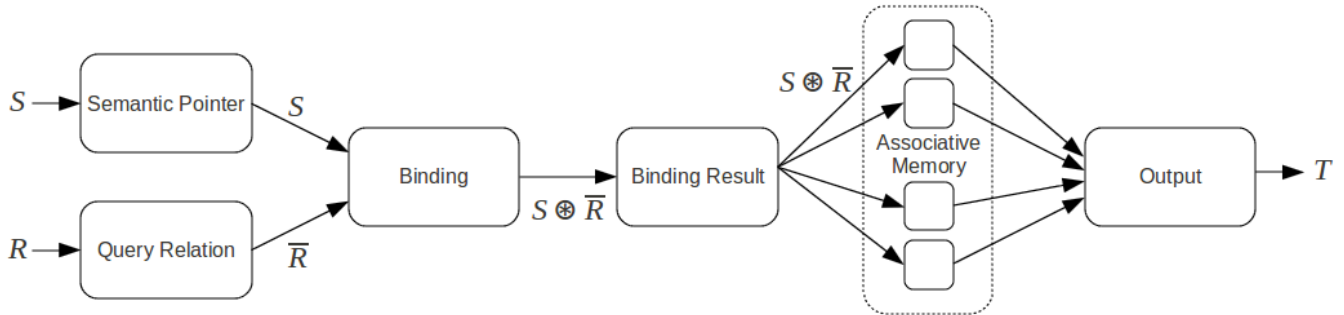 S
Semantic Pointer
S
R
Query Relation
R̅
Binding
S ⊛ R̅
Binding Result
S ⊛ R̅
Associative
Memory
Output
T